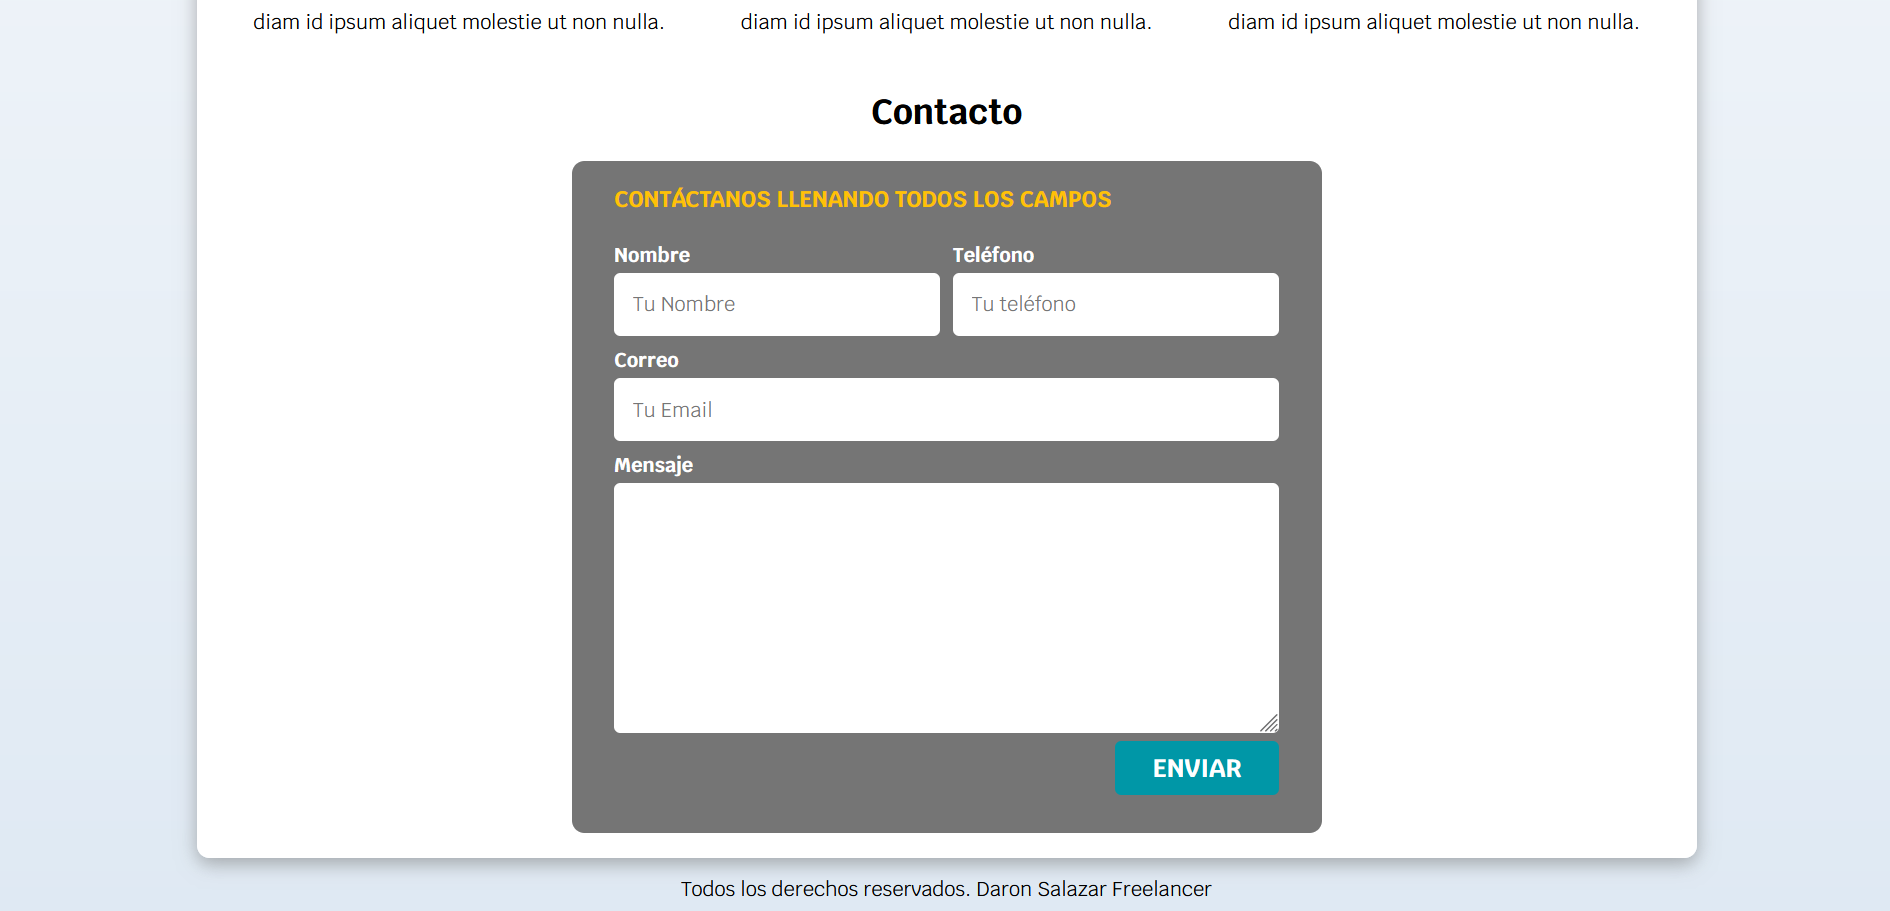 diam id ipsum aliquet molestie ut non nulla.
diam id ipsum aliquet molestie ut non nulla.
diam id ipsum aliquet molestie ut non nulla.
Contacto
CONTÁCTANOS LLENANDO TODOS LOS CAMPOS
Nombre
Teléfono
Tu Nombre
Tu teléfono
Correo
Tu Email
Mensaje
ENVIAR
Todos los derechos reservados. Daron Salazar Freelancer